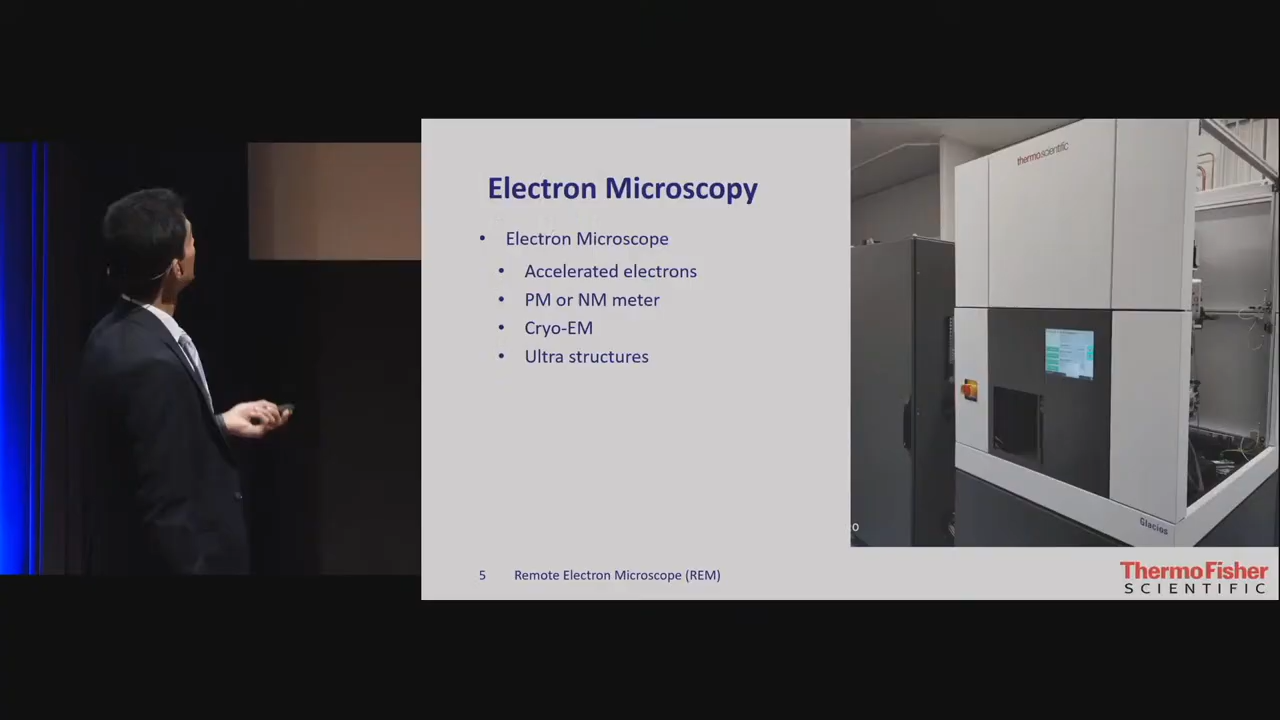 Electron Microscopy
• Electron Microscope
• Accelerated electrons
• PM or NM meter
• Cryo-EM
• Ultra structures
thermoscientific
Glacios
5 Remote Electron Microscope (REM)
ThermoFisher
SCIENTIFIC